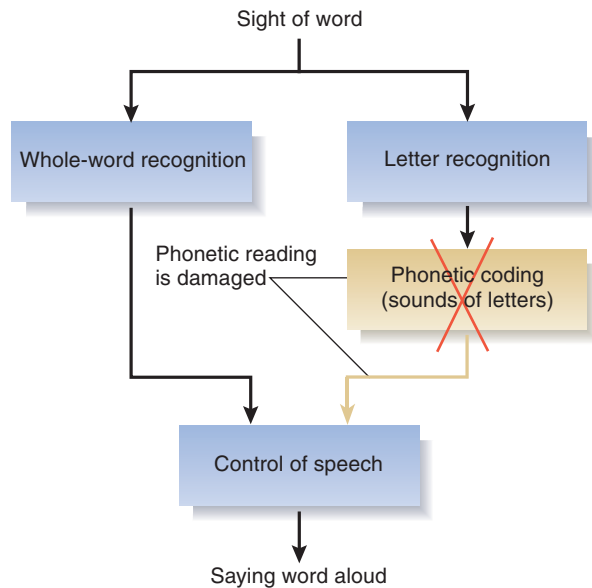 Sight of word
Whole-word recognition
Letter recognition
Phonetic reading
is damaged
Phonetic coding
(sounds of letters)
Control of speech
Saying word aloud